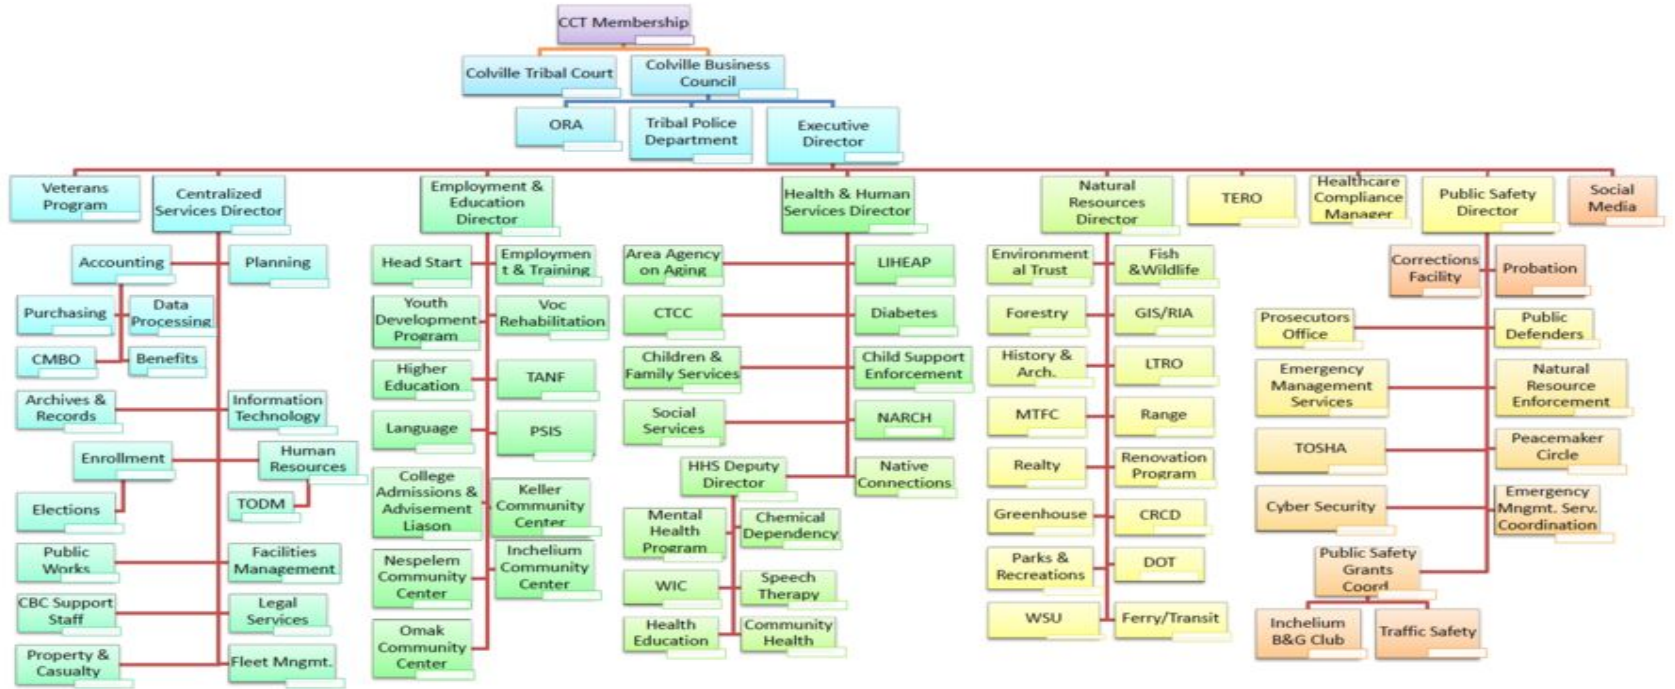 CCT Membership
Colville Tribal Court
Colville Business
Council
ORA
Tribal Police
Department
Executive
Director
Veterans
Program
Centralized
Services Director
Employment &
Education
Director
Health & Human
Services Director
Natural
Resources
Director
TERO
Healthcare
Compliance
Manager
Public Safety
Director
Social
Media
Accounting
Planning
Purchasing
Data
Processing
CMBO
Benefits
Archives &
Records
Information
Technology
Enrollment
Human
Resources
Elections
TODM
Public
Works
Facilities
Management
CBC Support
Staff
Legal
Services
Property &
Casualty
Fleet Mngmt.
Head Start
Employmen
t & Training
Youth
Development
Program
Voc
Rehabilitation
Higher
Education
TANF
Language
PSIS
College
Admissions &
Advisement
Liason
Keller
Community
Center
Nespelem
Community
Center
Inchelium
Community
Center
Omak
Community
Center
Area Agency
on Aging
LIHEAP
CTCC
Diabetes
Children &
Family Services
Child Support
Enforcement
Social
Services
NARCH
HHS Deputy
Director
Native
Connections
Mental
Health
Program
Chemical
Dependency
WIC
Speech
Therapy
Health
Education
Community
Health
Environment
al Trust
Fish
&Wildlife
Forestry
GIS/RIA
History &
Arch.
LTRO
MTFC
Range
Realty
Renovation
Program
Greenhouse
CRCD
Parks &
Recreations
DOT
WSU
Ferry/Transit
Corrections
Facility
Probation
Prosecutors
Office
Public
Defenders
Emergency
Management
Services
Natural
Resource
Enforcement
TOSHA
Peacemaker
Circle
Cyber Security
Emergency
Mngmt. Serv.
Coordination
Public Safety
Grants
Coord
Inchelium
B&G Club
Traffic Safety